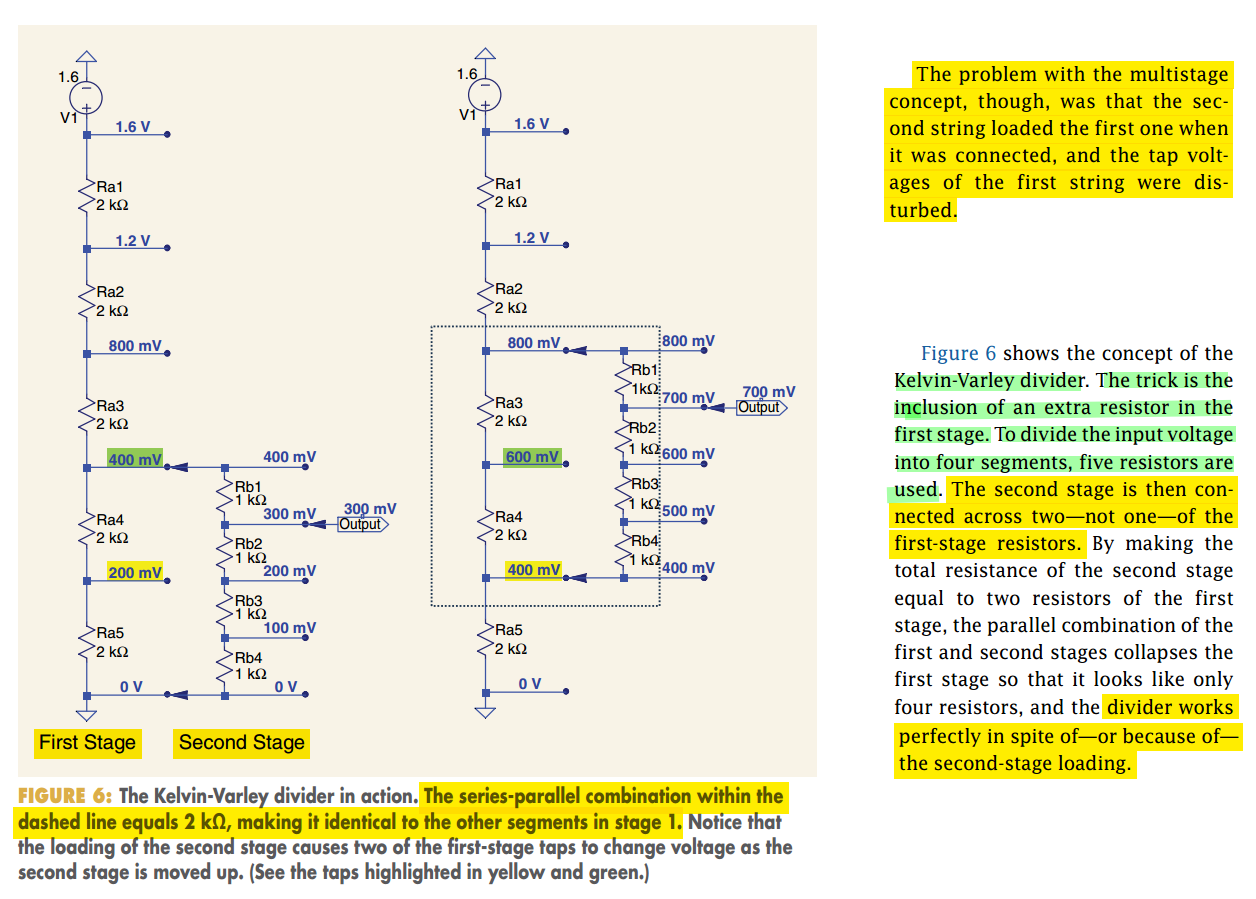 1.6
V1
1.6 V
Ra1
2 kΩ
1.2 V
Ra2
2 kΩ
800 mV
Ra3
2 kΩ
400 mV
400 mV
Rb1
1 kΩ
300 mV
300 mV
Output
Ra4
2 kΩ
Rb2
1 kΩ
200 mV
200 mV
Rb3
1 kΩ
100 mV
Ra5
2 kΩ
Rb4
1 kΩ
0 V
0 V
First Stage
Second Stage
1.6
V1
1.6 V
Ra1
2 kΩ
1.2 V
Ra2
2 kΩ
800 mV
800 mV
Rb1
1kΩ
Ra3
2 kΩ
700 mV
700 mV
Output
Rb2
1 kΩ
600 mV
600 mV
Rb3
1 kΩ
Ra4
2 kΩ
500 mV
Rb4
1 kΩ
400 mV
400 mV
Ra5
2 kΩ
0 V
FIGURE 6: The Kelvin-Varley divider in action. The series-parallel combination within the
dashed line equals 2 kΩ, making it identical to the other segments in stage 1. Notice that
the loading of the second stage causes two of the first-stage taps to change voltage as the
second stage is moved up. (See the taps highlighted in yellow and green.)
The problem with the multistage
concept, though, was that the sec-
ond string loaded the first one when
it was connected, and the tap volt-
ages of the first string were dis-
turbed.
Figure 6 shows the concept of the
Kelvin-Varley divider. The trick is the
inclusion of an extra resistor in the
first stage. To divide the input voltage
into four segments, five resistors are
used. The second stage is then con-
nected across two—not one—of the
first-stage resistors. By making the
total resistance of the second stage
equal to two resistors of the first
stage, the parallel combination of the
first and second stages collapses the
first stage so that it looks like only
four resistors, and the divider works
perfectly in spite of—or because of—
the second-stage loading.